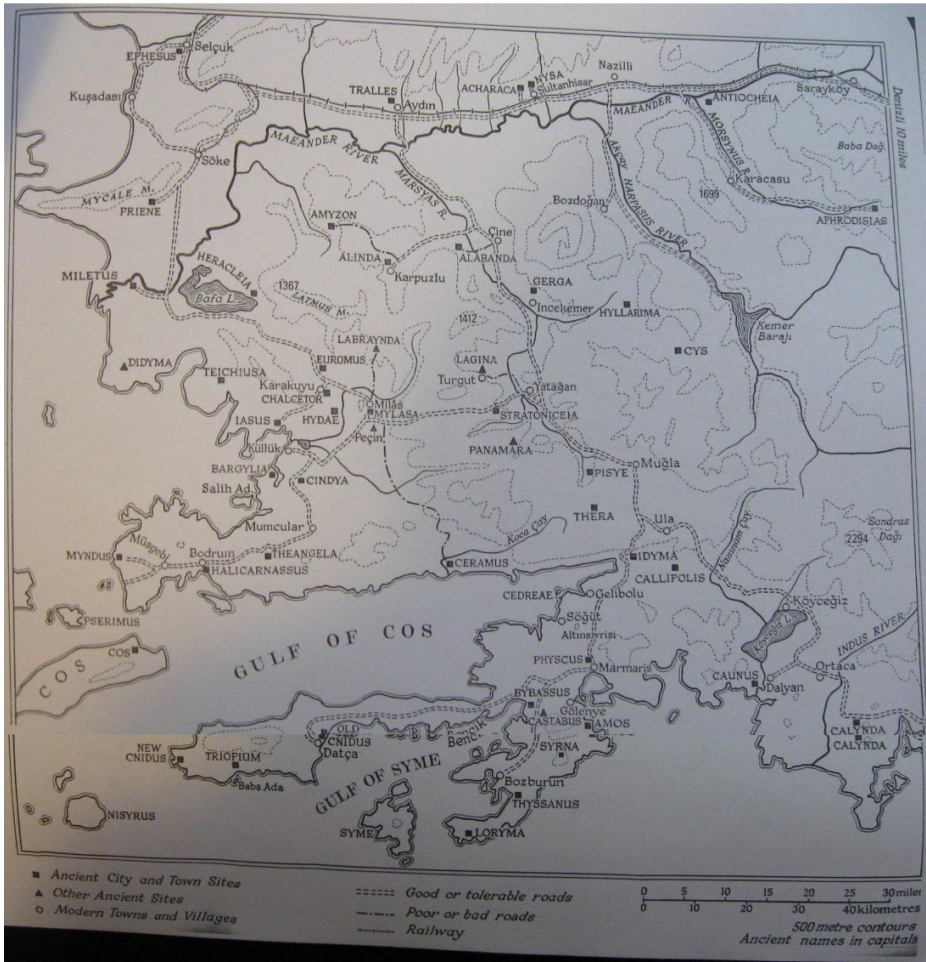 Selçuk
EPHESUS
Kuşadası
Söke
MYCALE M.
PRIENE
MILETUS
TRALLES
Aydın
ACHARACA
NYSA
Sultanhisar
Nazilli
MAEANDER R.
ANTIOCHEIA
Sarayköy
Denizli 10 miles
MORSYNUS R.
Baba Dağ.
Karacasu
APHRODISIAS
1699
MAEANDER RIVER
MARSYAS R.
Akçay
HARPASUS RIVER
Bozdoğan
AMYZON
Çine
ALINDA
Karpuzlu
ALABANDA
HERACLEIA
Bafa L.
1367
LATMUS M.
GERGA
Incekemer
HYLLARIMA
Kemer
Barajı
1412
CYS
LABRAYNDA
EUROMUS
LAGINA
Turgut
Yatağan
DIDYMA
TEICHIUSA
Karakuyu
CHALCETOR
Milâs
MYLASA
STRATONICEIA
IASUS
HYDAE
Peçin
PANAMARA
Küllük
BARGYLIA
CINDYA
Salih Ad.
PISYE
Muğla
Mumcular
THERA
Ula
Koca Çay
Namnam Çay
Sandras
Dağı
2294
MYNDUS
Müsgebi
Bodrum
HALICARNASSUS
THEANGELA
CERAMUS
IDYMA
CALLIPOLIS
CEDREAE
Gelibolu
Söğüt
Köyceğiz
Köyceğiz L.
INDUS RIVER
PSERIMUS
COS
COS
GULF OF COS
PHYSCUS
Marmaris
CAUNUS
Dalyan
Ortaca
BYBASSUS
Gölenye
CASTABUS
AMOS
CALYNDA
CALYNDA
OLD
CNIDUS
Datça
Bencik
SYRNA
NEW
CNIDUS
TRIOPIUM
Baba Ada
GULF OF SYME
Bozburun
THYSSANUS
NISYRUS
SYME
LORYMA
Ancient City and Town Sites
Other Ancient Sites
Modern Towns and Villages
Good or tolerable roads
Poor or bad roads
Railway
0 5 10 15 20 25 30 miles
0 10 20 30 40 kilometres
500 metre contours
Ancient names in capitals